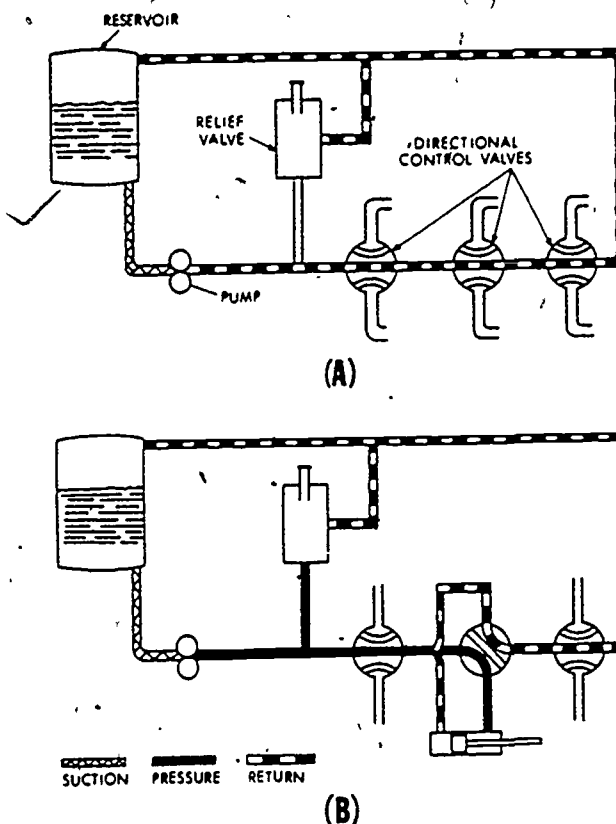 RESERVOIR
RELIEF
VALVE
DIRECTIONAL
CONTROL VALVES
PUMP
(A)
SUCTION PRESSURE RETURN
(B)